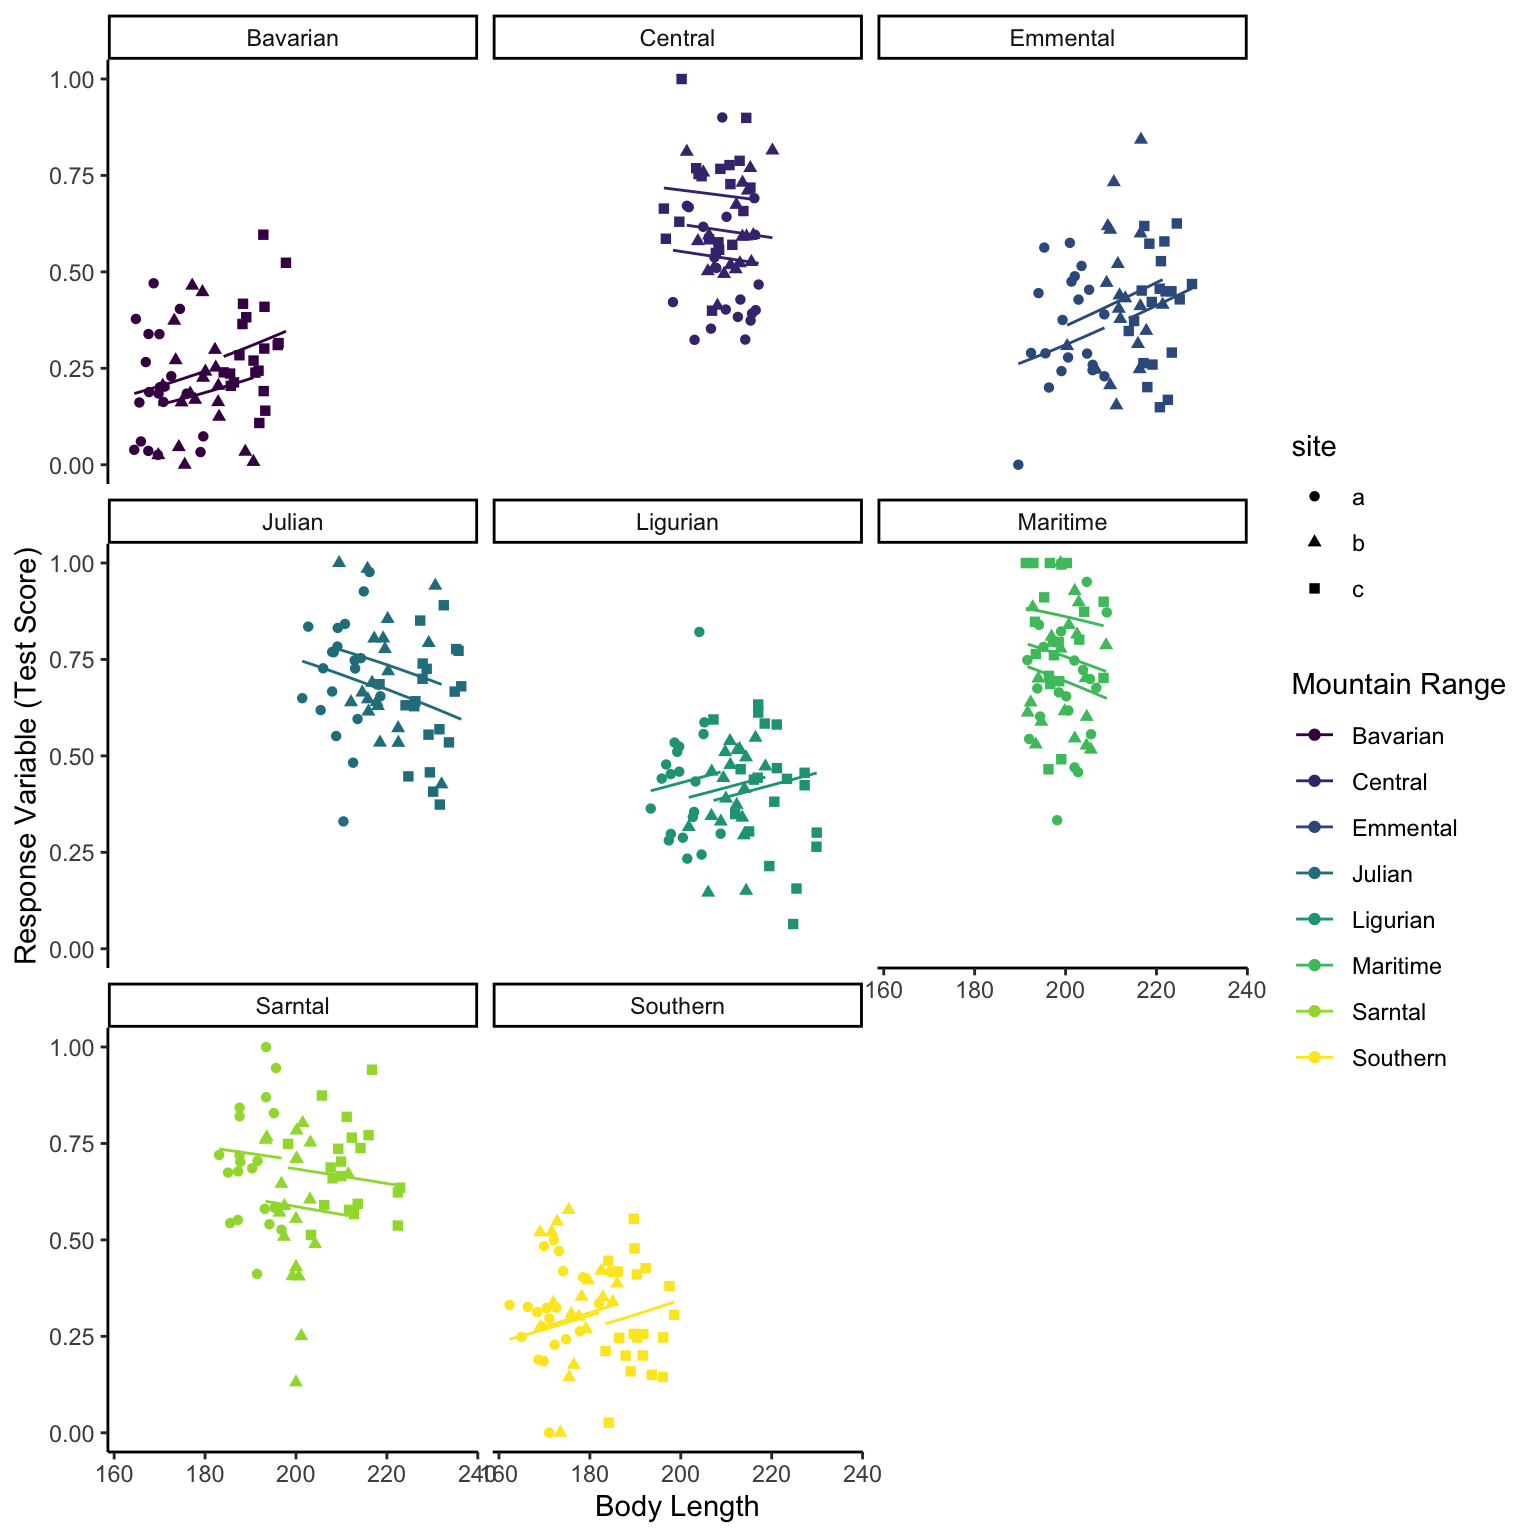 Bavarian Central Emmental
1.00
0.75
0.50
0.25
0.00
Julian Ligurian Maritime
1.00
0.75
0.50
0.25
0.00
160 180 200 220 240
Sarntal Southern
1.00
0.75
0.50
0.25
0.00
160 180 200 220 240 160 180 200 220 240
Body Length
Response Variable (Test Score)
site
a
b
c
Mountain Range
Bavarian
Central
Emmental
Julian
Ligurian
Maritime
Sarntal
Southern